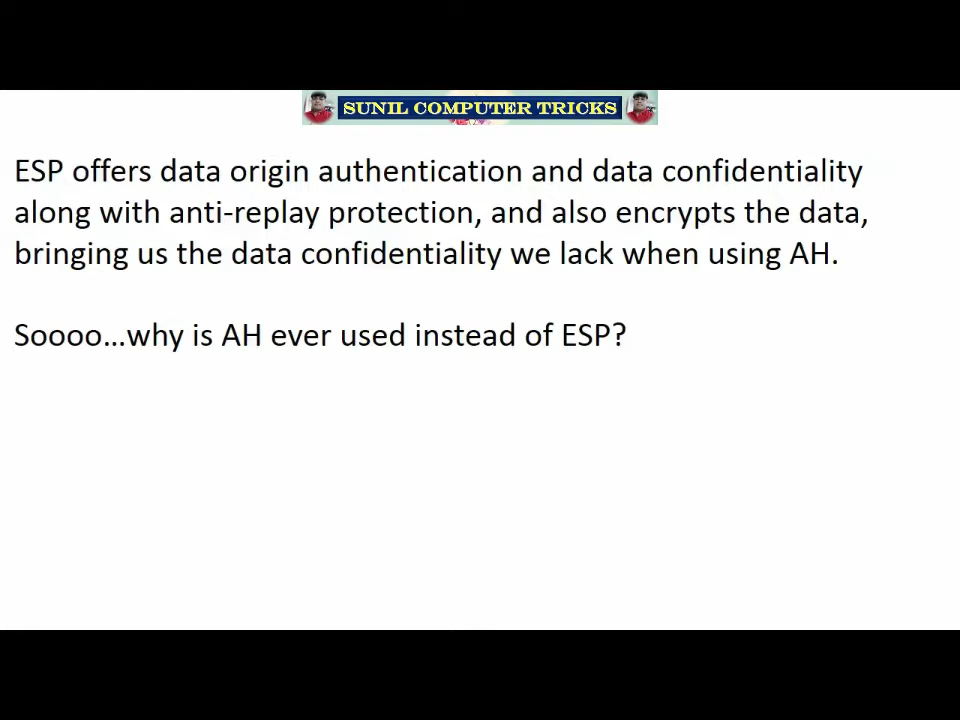 SUNIL COMPUTER TRICKS
ESP offers data origin authentication and data confidentiality
along with anti-replay protection, and also encrypts the data,
bringing us the data confidentiality we lack when using AH.
Soooo...why is AH ever used instead of ESP?